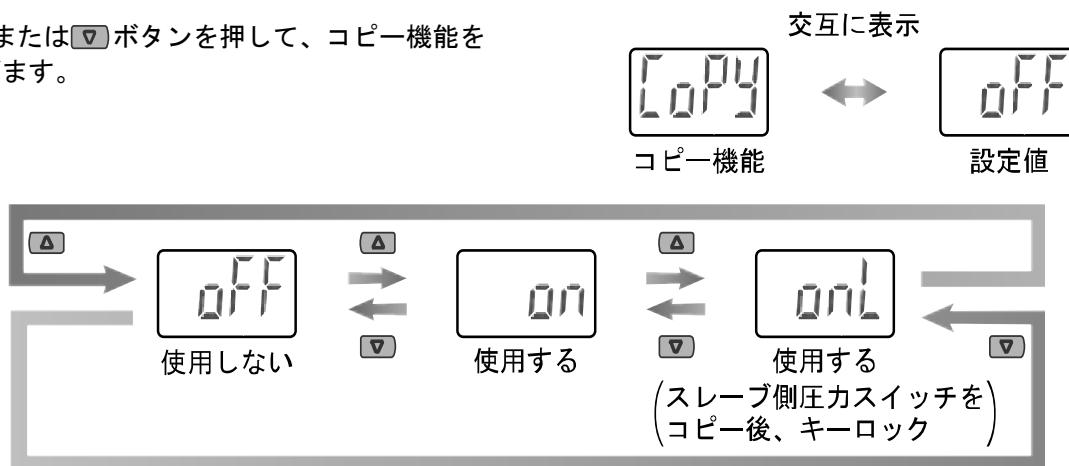 または▽ボタンを押して、コピー機能を
ます。
交互に表示
CoPY
oFF
コピー機能
設定値
oFF
on
onL
使用しない
使用する
使用する
(スレーブ側圧力スイッチを
コピー後、キーロック)